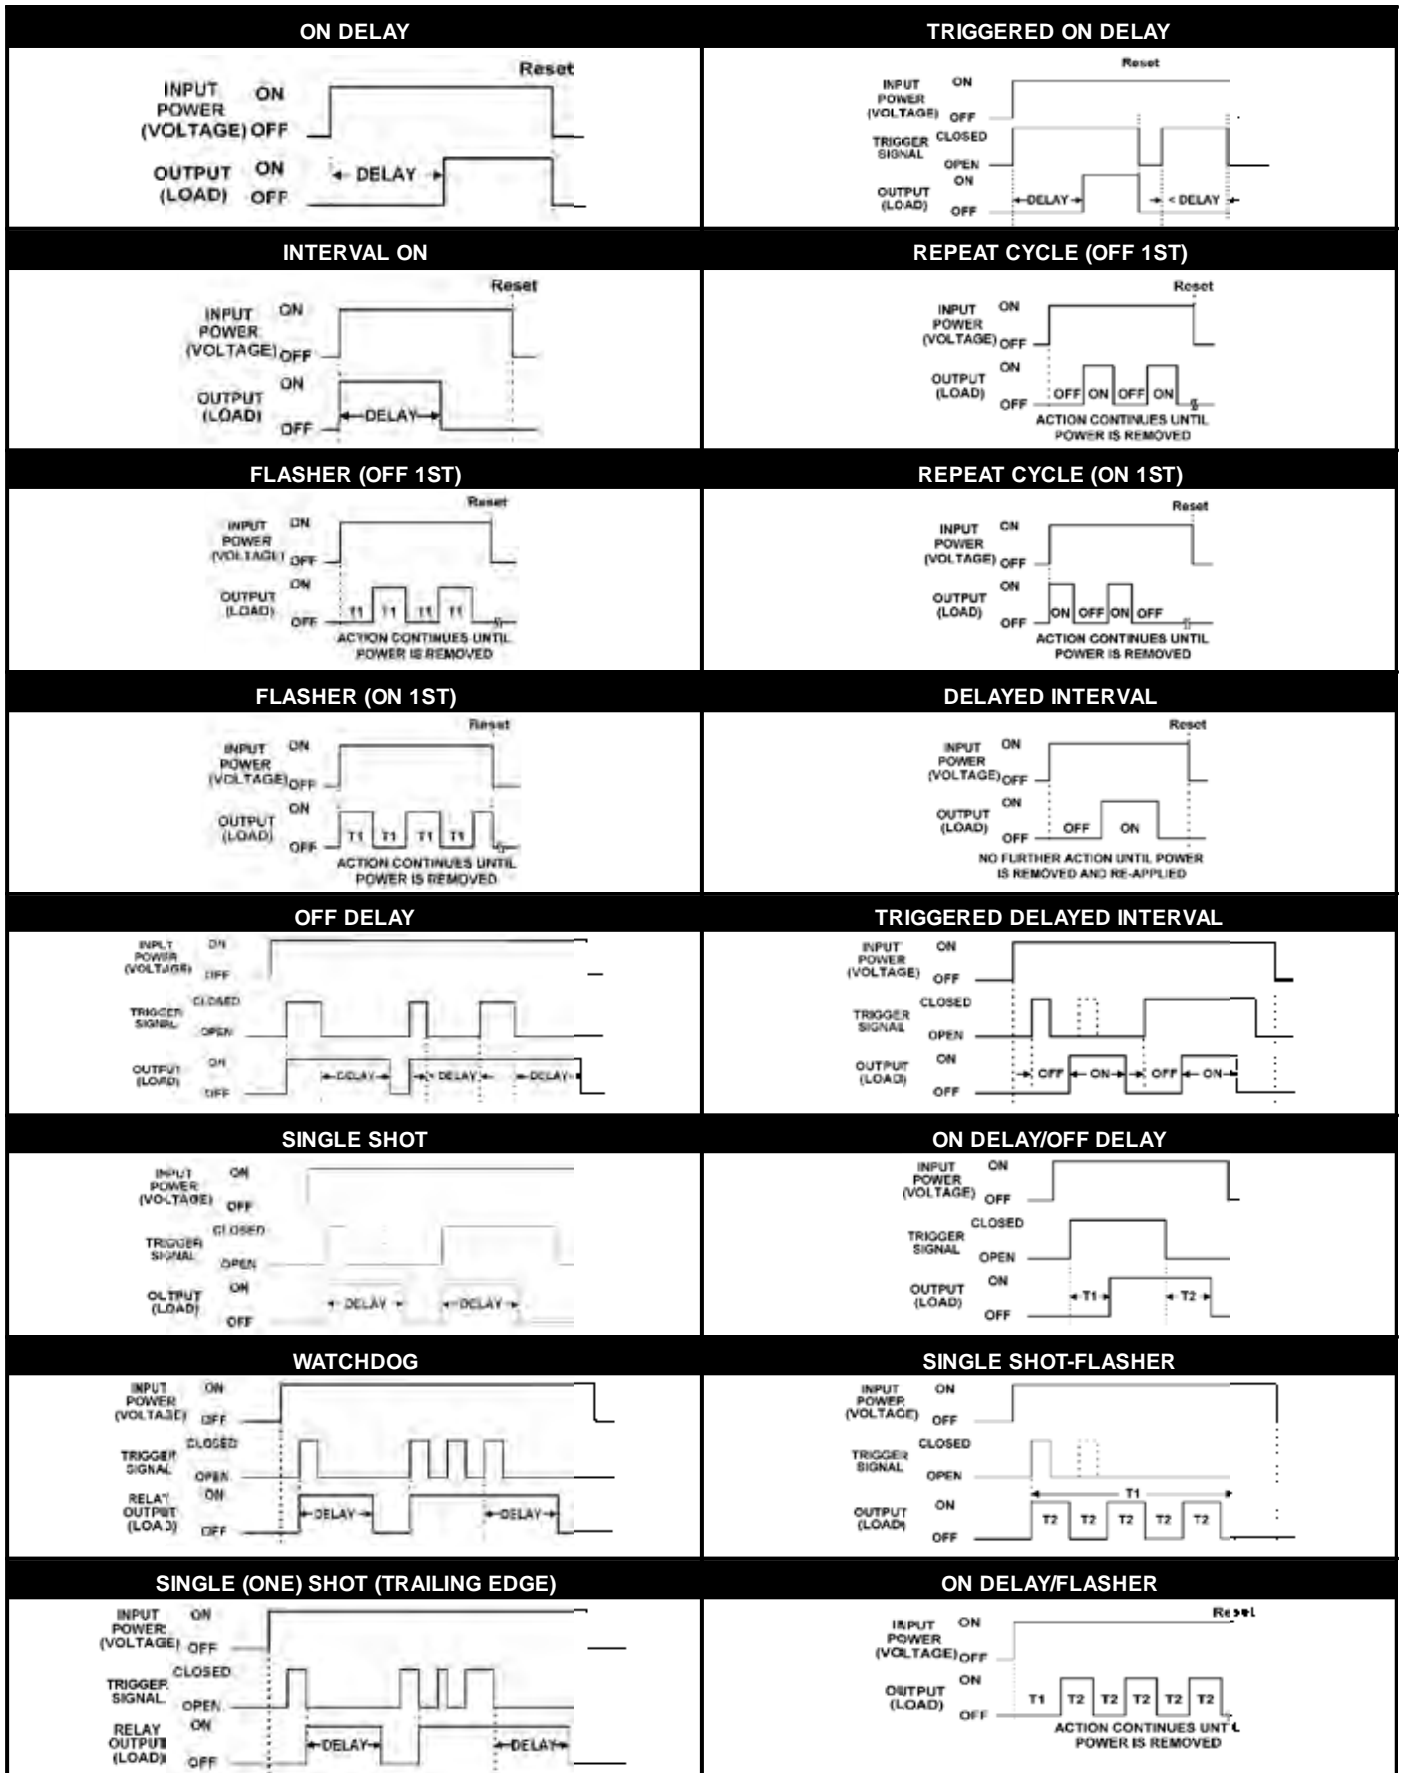 ON DELAY
Reset
INPUT ON
POWER
(VOLTAGE) OFF
OUTPUT ON
(LOAD) OFF
DELAY
TRIGGERED ON DELAY
Reset
INPUT ON
POWER
(VOLTAGE) OFF
TRIGGER CLOSED
SIGNAL
OPEN
ON
OUTPUT
(LOAD) OFF
DELAY < DELAY
INTERVAL ON
Reset
INPUT ON
POWER
(VOLTAGE) OFF
ON
OUTPUT
(LOAD)
DELAY
OFF
REPEAT CYCLE (OFF 1ST)
Reset
INPUT ON
POWER
(VOLTAGE) OFF
ON
OUTPUT
(LOAD)
OFF
OFF ON OFF ON
ACTION CONTINUES UNTIL
POWER IS REMOVED
FLASHER (OFF 1ST)
Reset
INPUT ON
POWER
(VOLTAGE) OFF
ON
OUTPUT
(LOAD)
T1 T1 T1 T1
OFF
ACTION CONTINUES UNTIL
POWER IS REMOVED
REPEAT CYCLE (ON 1ST)
Reset
INPUT ON
POWER
(VOLTAGE) OFF
ON
OUTPUT
(LOAD)
ON OFF ON OFF
OFF
ACTION CONTINUES UNTIL
POWER IS REMOVED
FLASHER (ON 1ST)
Reset
INPUT ON
POWER
(VOLTAGE) OFF
ON
OUTPUT
(LOAD)
T1 T1 T1 T1
OFF
ACTION CONTINUES UNTIL
POWER IS REMOVED
DELAYED INTERVAL
Reset
INPUT ON
POWER
(VOLTAGE) OFF
ON
OUTPUT
(LOAD)
OFF OFF ON
NO FURTHER ACTION UNTIL POWER
IS REMOVED AND RE-APPLIED
OFF DELAY
INPUT ON
POWER
(VOLTAGE) OFF
CLOSED
TRIGGER
SIGNAL
OPEN
ON
OUTPUT
(LOAD)
DELAY DELAY DELAY
OFF
TRIGGERED DELAYED INTERVAL
INPUT ON
POWER
(VOLTAGE) OFF
CLOSED
TRIGGER
SIGNAL
OPEN
ON
OUTPUT
(LOAD)
OFF ON OFF ON
OFF
SINGLE SHOT
INPUT ON
POWER
(VOLTAGE) OFF
CLOSED
TRIGGER
SIGNAL
OPEN
ON
OUTPUT
(LOAD)
DELAY DELAY
OFF
ON DELAY/OFF DELAY
INPUT ON
POWER
(VOLTAGE) OFF
CLOSED
TRIGGER
SIGNAL
OPEN
ON
OUTPUT
(LOAD)
T1 T2
OFF
WATCHDOG
INPUT ON
POWER
(VOLTAGE) OFF
CLOSED
TRIGGER
SIGNAL
OPEN
RELAY ON
OUTPUT
(LOAD) OFF
DELAY DELAY
SINGLE SHOT-FLASHER
INPUT ON
POWER
(VOLTAGE) OFF
CLOSED
TRIGGER
SIGNAL
OPEN
T1
ON
OUTPUT
(LOAD)
T2 T2 T2 T2 T2
OFF
SINGLE (ONE) SHOT (TRAILING EDGE)
INPUT ON
POWER
(VOLTAGE) OFF
CLOSED
TRIGGER
SIGNAL
OPEN
RELAY ON
OUTPUT
(LOAD) OFF
DELAY DELAY
ON DELAY/FLASHER
Reset
INPUT ON
POWER
(VOLTAGE) OFF
ON
OUTPUT
(LOAD)
T1 T2 T2 T2 T2 T2
OFF
ACTION CONTINUES UNTIL
POWER IS REMOVED